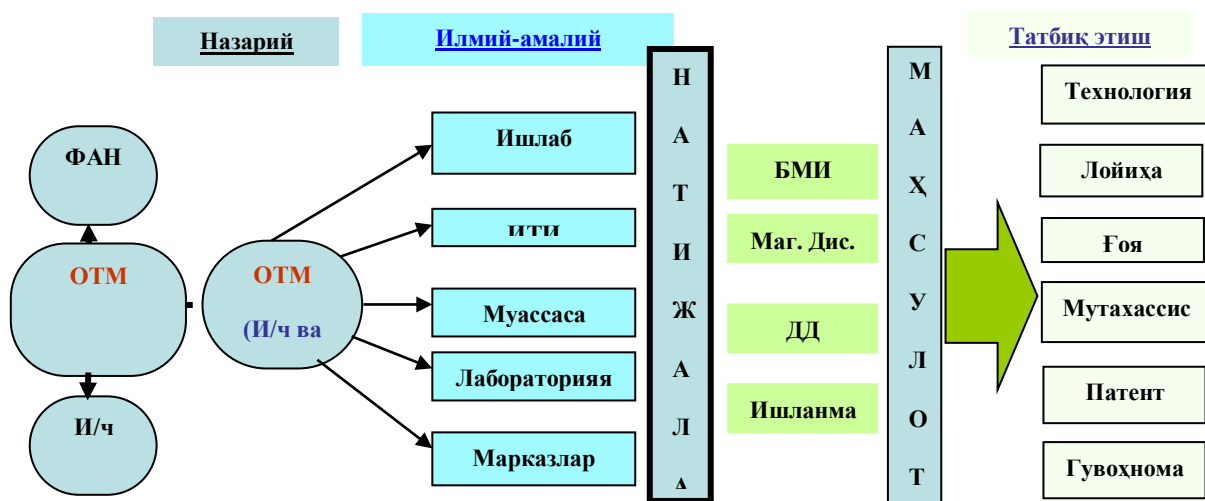 Назарий
Илмий-амалий
Татбиқ этиш
ФАН
ОТМ
И/ч
ОТМ
(И/ч ва
Ишлаб
ИТИ
Муассаса
Лабораторияя
Марказлар
Н
А
Т
И
Ж
А
Л
БМИ
Маг. Дис.
ДД
Ишланма
М
А
Ҳ
С
У
Л
О
Т
Технология
Лойиҳа
Ғоя
Мутахассис
Патент
Гувоҳнома